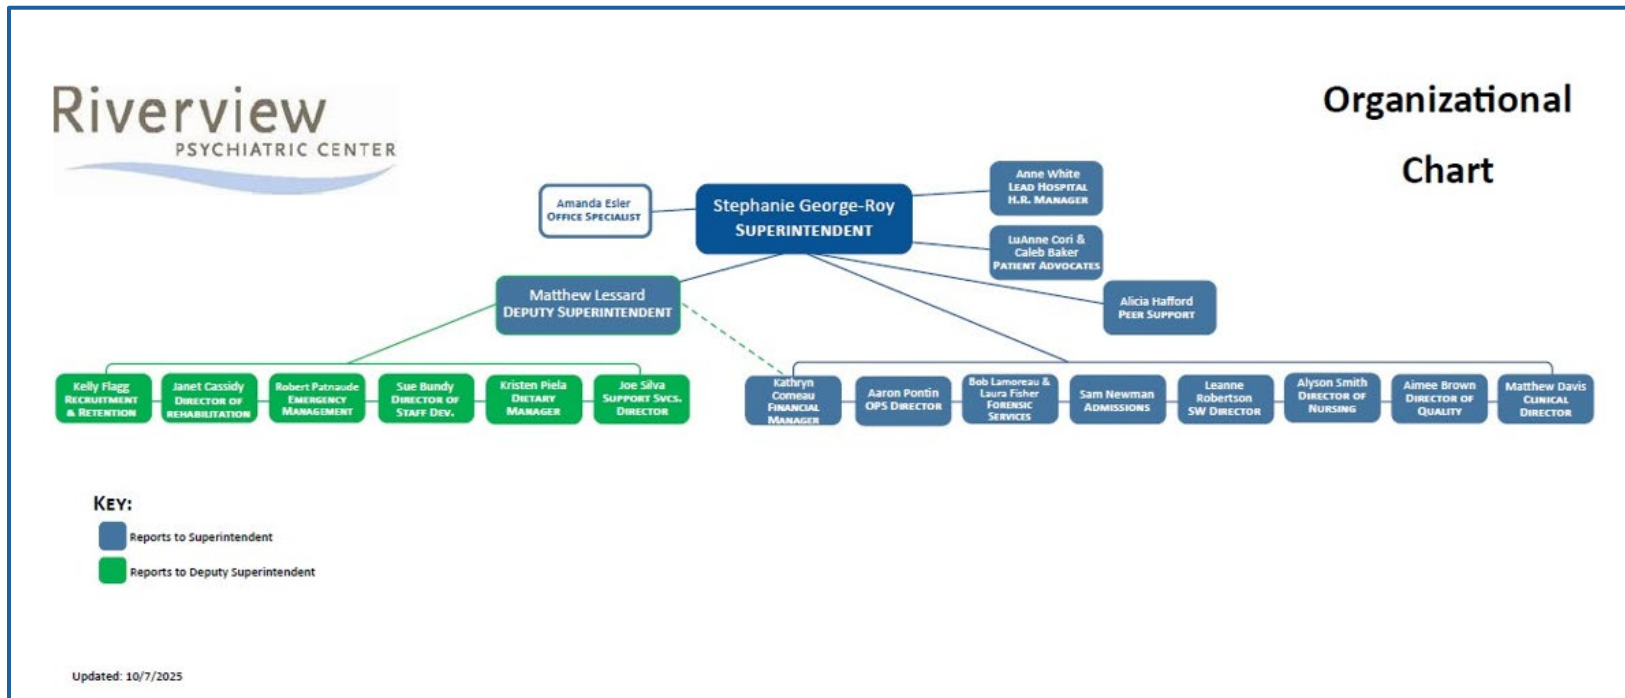 Riverview
PSYCHIATRIC CENTER
Organizational
Chart
Amanda Esler
OFFICE SPECIALIST
Stephanie George-Roy
SUPERINTENDENT
Anne White
LEAD HOSPITAL
H.R. MANAGER
LuAnne Cori &
Caleb Baker
PATIENT ADVOCATES
Matthew Lessard
DEPUTY SUPERINTENDENT
Alicia Hafford
PEER SUPPORT
Kelly Flagg
RECRUITMENT
& RETENTION
Janet Cassidy
DIRECTOR OF
REHABILITATION
Robert Patnaude
EMERGENCY
MANAGEMENT
Sue Bundy
DIRECTOR OF
STAFF DEV.
Kristen Piela
DIETARY
MANAGER
Joe Silva
SUPPORT SVCS.
DIRECTOR
Kathryn
Comeau
FINANCIAL
MANAGER
Aaron Pontin
OPS DIRECTOR
Bob Lamoreau &
Laura Fisher
FORENSIC
SERVICES
Sam Newman
ADMISSIONS
Leanne
Robertson
SW DIRECTOR
Alyson Smith
DIRECTOR OF
NURSING
Aimee Brown
DIRECTOR OF
QUALITY
Matthew Davis
CLINICAL
DIRECTOR
KEY:
Reports to Superintendent
Reports to Deputy Superintendent
Updated: 10/7/2025